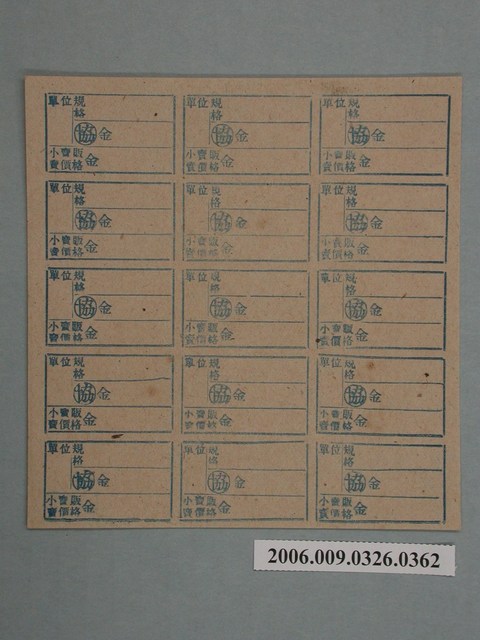 單位規
格
協 金
小賣販
賣價格 金
單位規
格
協 金
小賣販
賣價格 金
單位規
格
協 金
小賣販
賣價格 金
單位規
格
協 金
小賣販
賣價格 金
單位規
格
協 金
小賣販
賣價格 金
單位規
格
協 金
小賣販
賣價格 金
單位規
格
協 金
小賣販
賣價格 金
單位規
格
協 金
小賣販
賣價格 金
單位規
格
協 金
小賣販
賣價格 金
單位規
格
協 金
小賣販
賣價格 金
單位規
格
協 金
小賣販
賣價格 金
單位規
格
協 金
小賣販
賣價格 金
單位規
格
協 金
小賣販
賣價格 金
單位規
格
協 金
小賣販
賣價格 金
單位規
格
協 金
小賣販
賣價格 金
2006.009.0326.0362